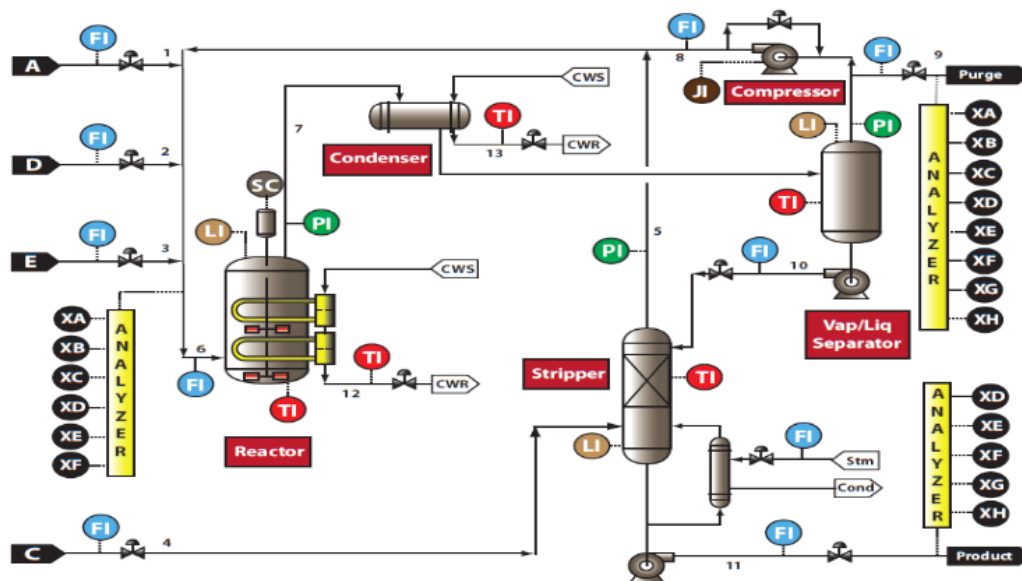 FI
1
A
FI
2
D
FI
3
E
XA
XB
XC
XD
XE
XF
ANALYZER
6
FI
7
SC
LI
PI
CWS
TI
12
CWR
TI
Reactor
Condenser
CWS
TI
13
CWR
FI
8
JI
Compressor
FI
9
Purge
LI
PI
TI
FI
10
Vap/Liq
Separator
ANALYZER
XA
XB
XC
XD
XE
XF
XG
XH
5
PI
Stripper
TI
LI
FI
Stm
Cond
FI
4
C
FI
11
ANALYZER
XD
XE
XF
XG
XH
Product